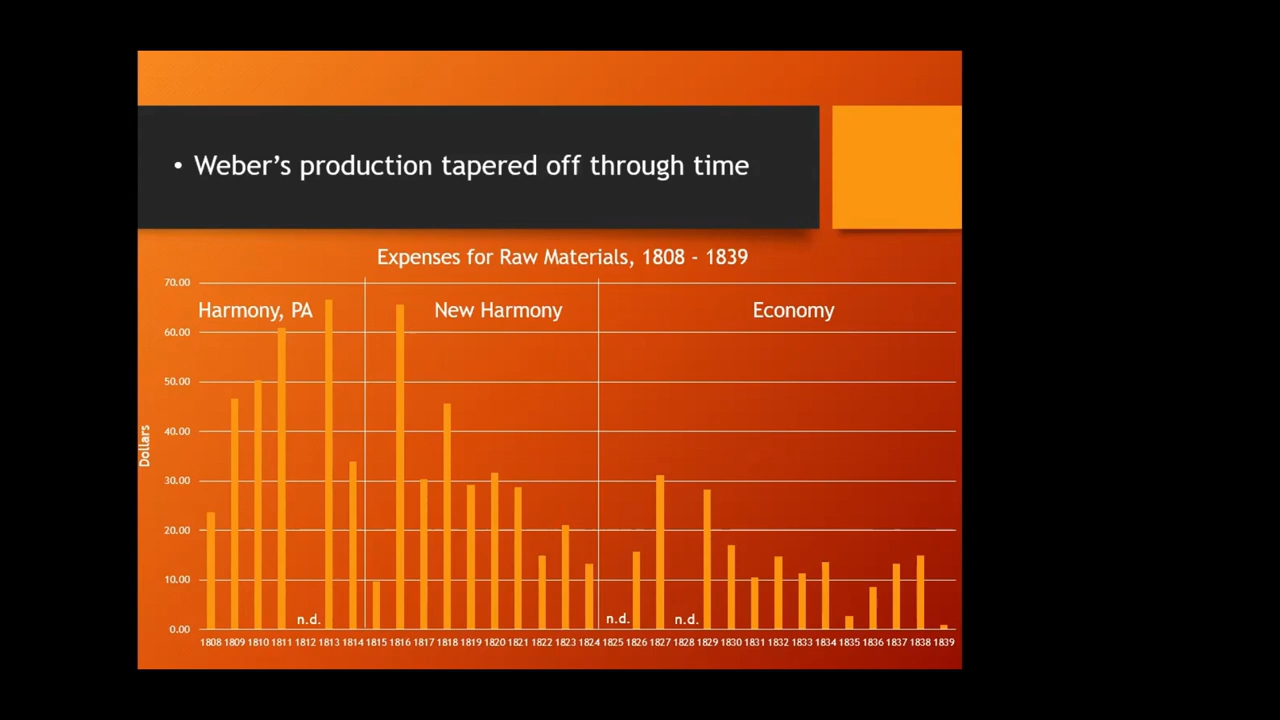 • Weber’s production tapered off through time
Expenses for Raw Materials, 1808 - 1839
Harmony, PA
New Harmony
Economy
Dollars
70.00
60.00
50.00
40.00
30.00
20.00
10.00
0.00
n.d.
n.d.
n.d.
1808 1809 1810 1811 1812 1813 1814 1815 1816 1817 1818 1819 1820 1821 1822 1823 1824 1825 1826 1827 1828 1829 1830 1831 1832 1833 1834 1835 1836 1837 1838 1839